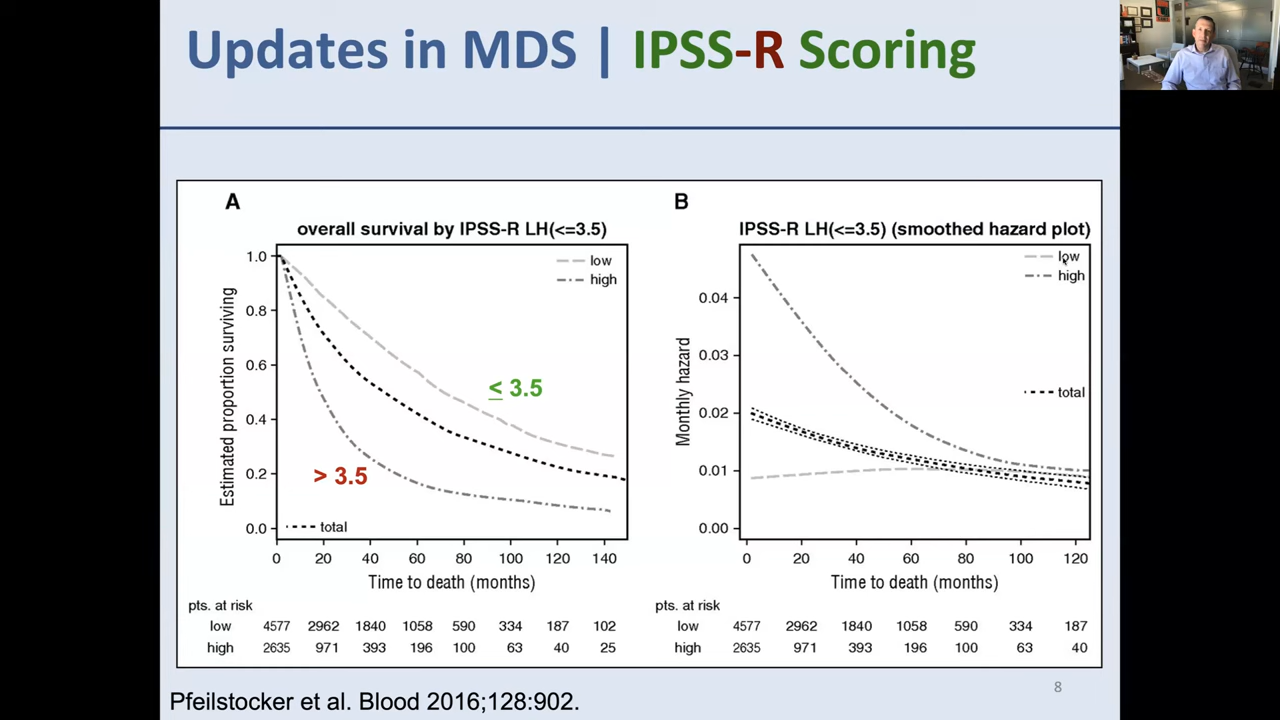 Updates in MDS | IPSS-R Scoring
A
overall survival by IPSS-R LH(<=3.5)
low
high
1.0
0.8
0.6
0.4
0.2
0.0
Estimated proportion surviving
≤ 3.5
> 3.5
total
0 20 40 60 80 100 120 140
Time to death (months)
pts. at risk
low 4577 2962 1840 1058 590 334 187 102
high 2635 971 393 196 100 63 40 25
B
IPSS-R LH(<=3.5) (smoothed hazard plot)
low
high
total
0.04
0.03
0.02
0.01
0.00
Monthly hazard
0 20 40 60 80 100 120
Time to death (months)
pts. at risk
low 4577 2962 1840 1058 590 334 187
high 2635 971 393 196 100 63 40
8
Pfeilstocker et al. Blood 2016;128:902.